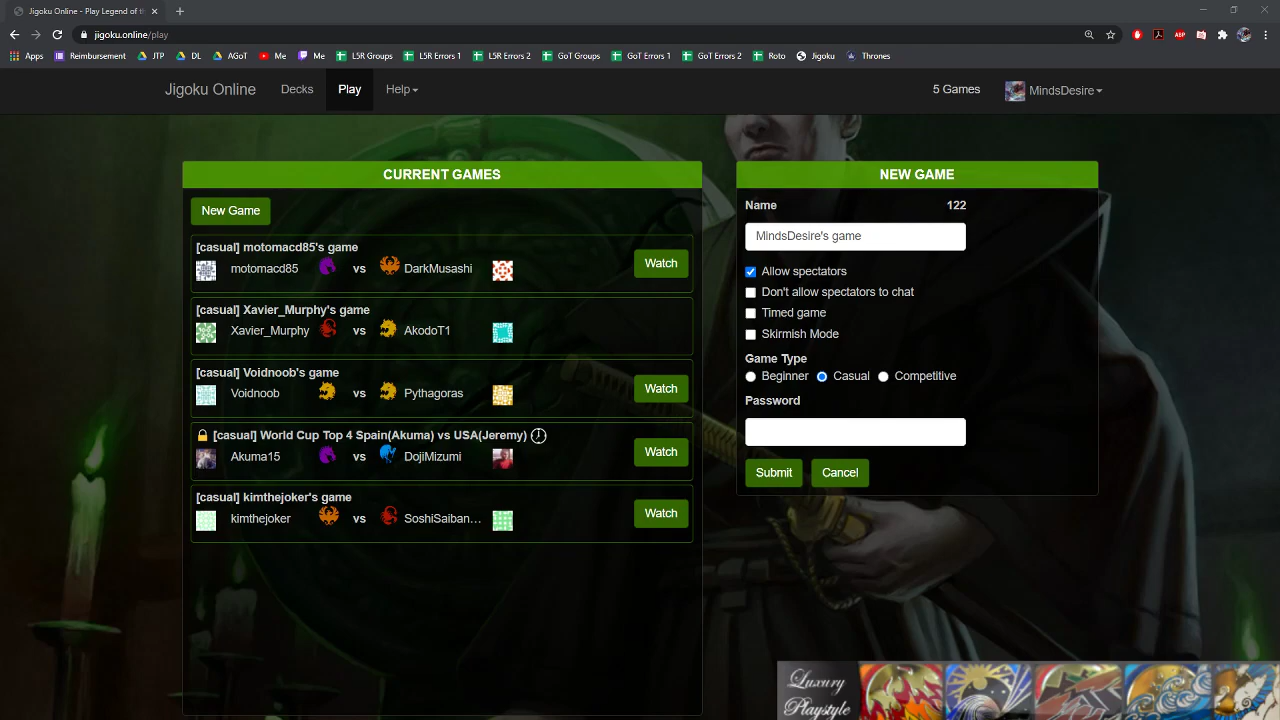 Jigoku Online - Play Legend of th
jigoku.online/play
ABP
Apps Reimbursement JTP DL AGoT Me Me L5R Groups L5R Errors 1 L5R Errors 2 GoT Groups GoT Errors 1 GoT Errors 2 Roto Jigoku Thrones
Jigoku Online Decks Play Help 5 Games MindsDesire
CURRENT GAMES
New Game
[casual] motomacd85's game
motomacd85 vs DarkMusashi Watch
[casual] Xavier_Murphy's game
Xavier_Murphy vs AkodoT1
[casual] Voidnoob's game
Voidnoob vs Pythagoras Watch
[casual] World Cup Top 4 Spain(Akuma) vs USA(Jeremy)
Akuma15 vs DojiMizumi Watch
[casual] kimthejoker's game
kimthejoker vs SoshiSaiban... Watch
NEW GAME
Name 122
MindsDesire's game
Allow spectators
Don't allow spectators to chat
Timed game
Skirmish Mode
Game Type
Beginner Casual Competitive
Password
Submit Cancel
Luxury
Playstyle